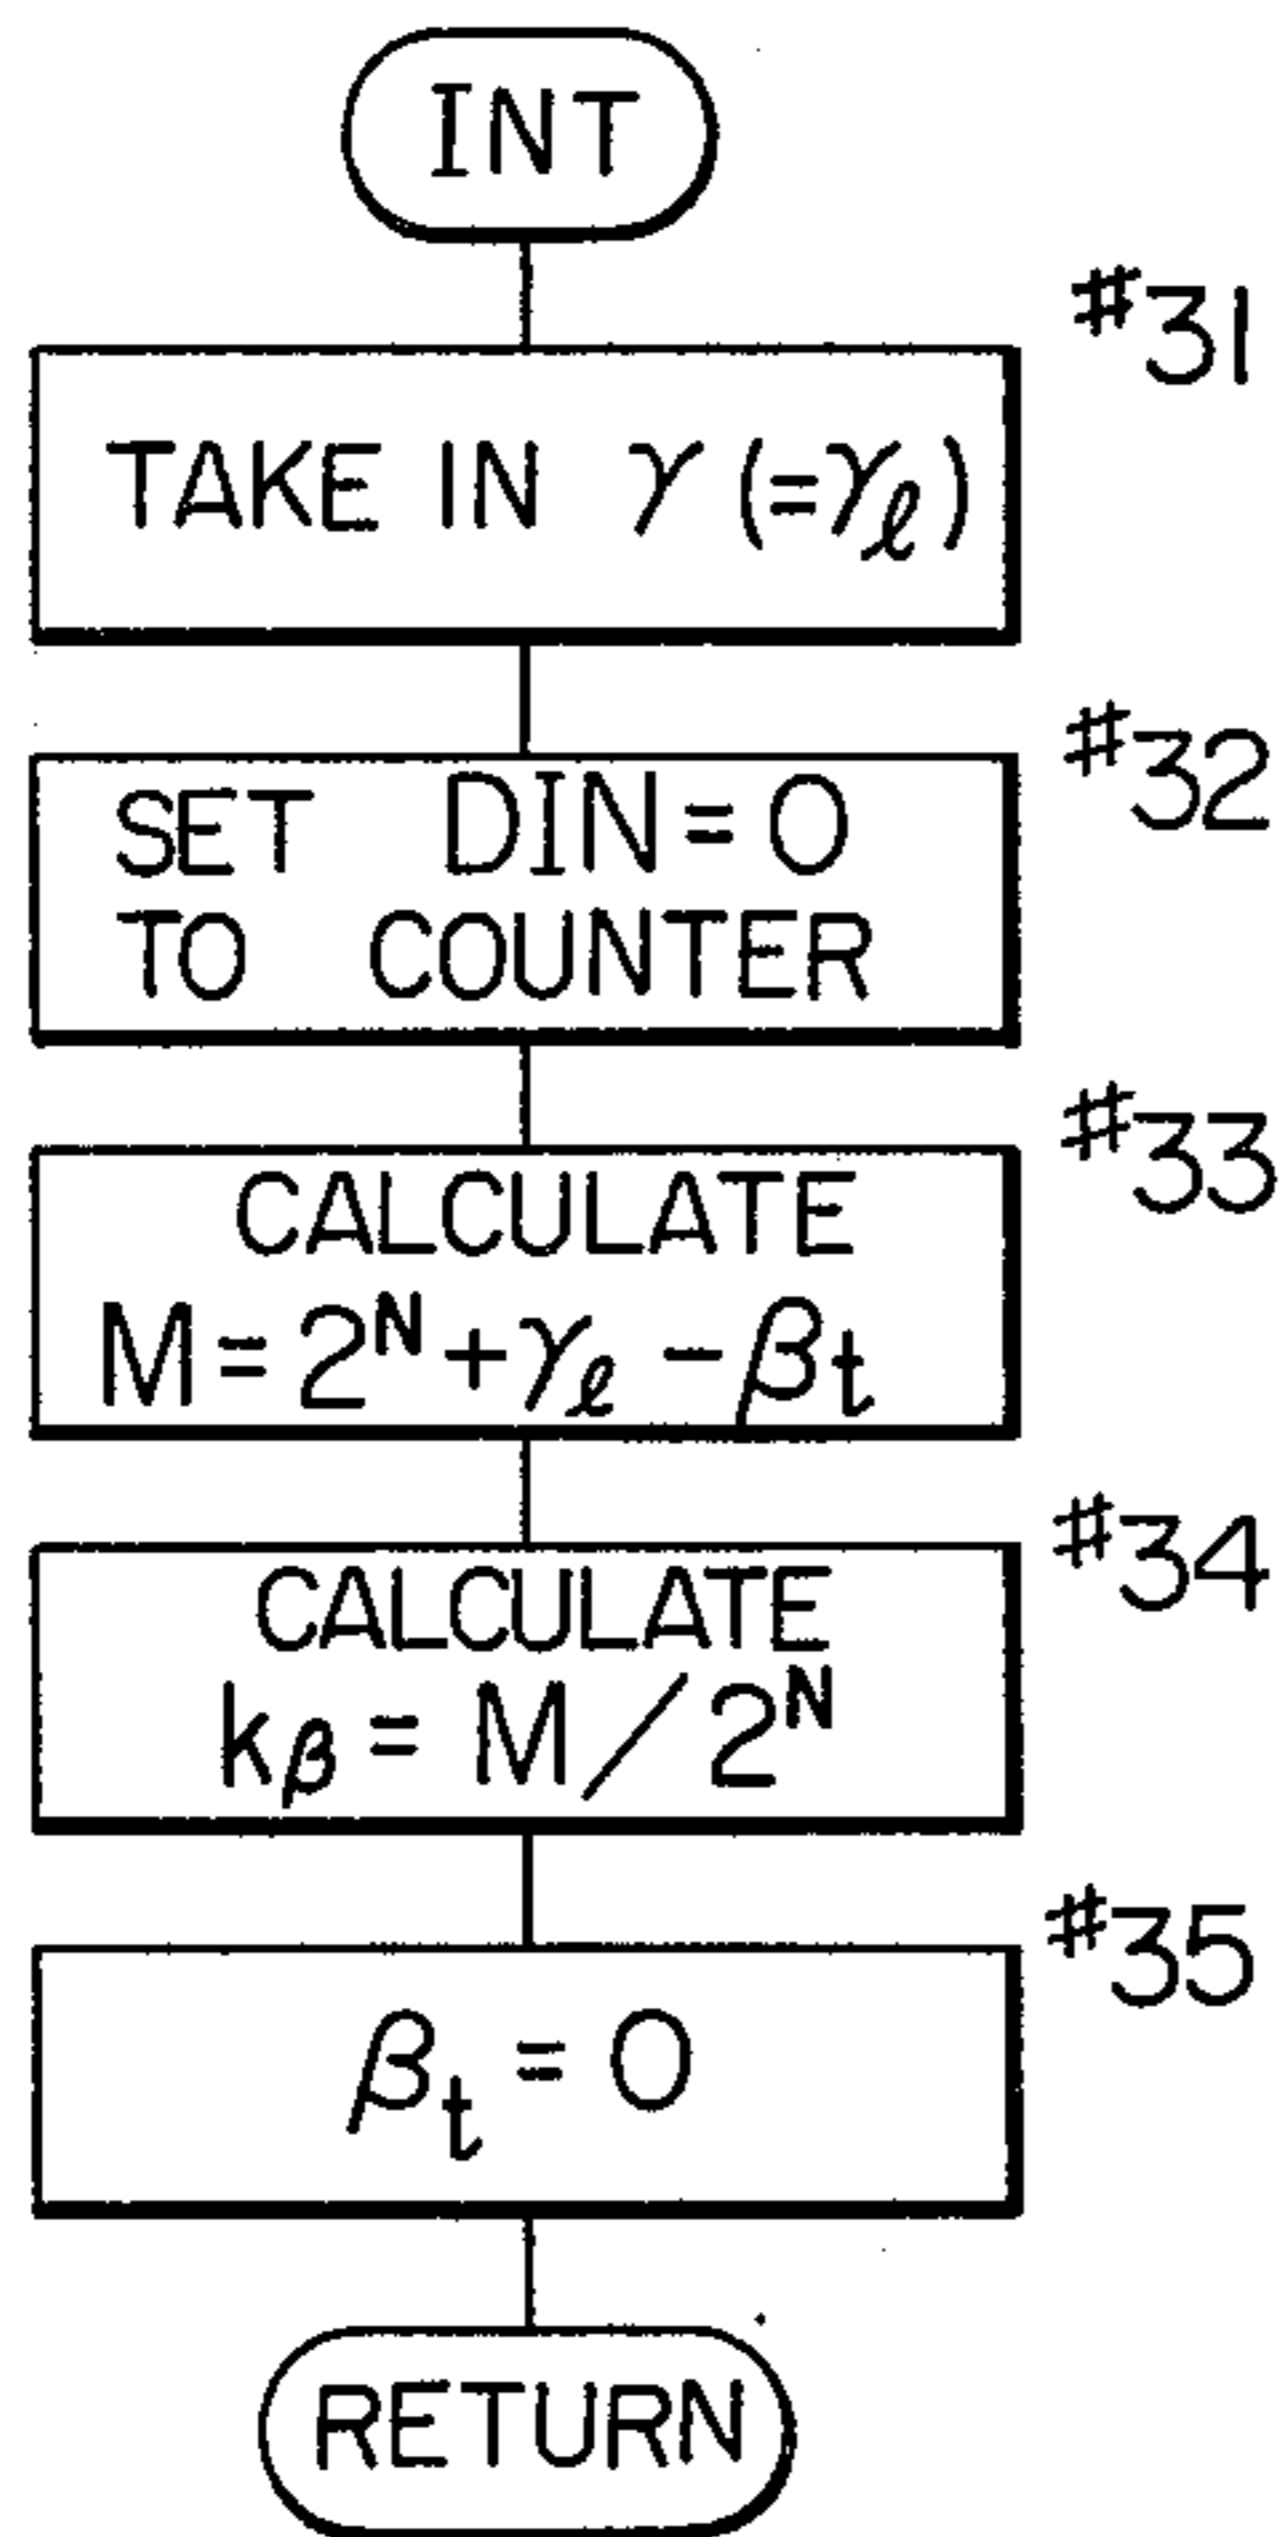 INT
#31
TAKE IN γ (=γℓ)
#32
SET DIN=0
TO COUNTER
#33
CALCULATE
M=2ᴺ+γℓ-βt
#34
CALCULATE
kβ=M/2ᴺ
#35
βt=0
RETURN